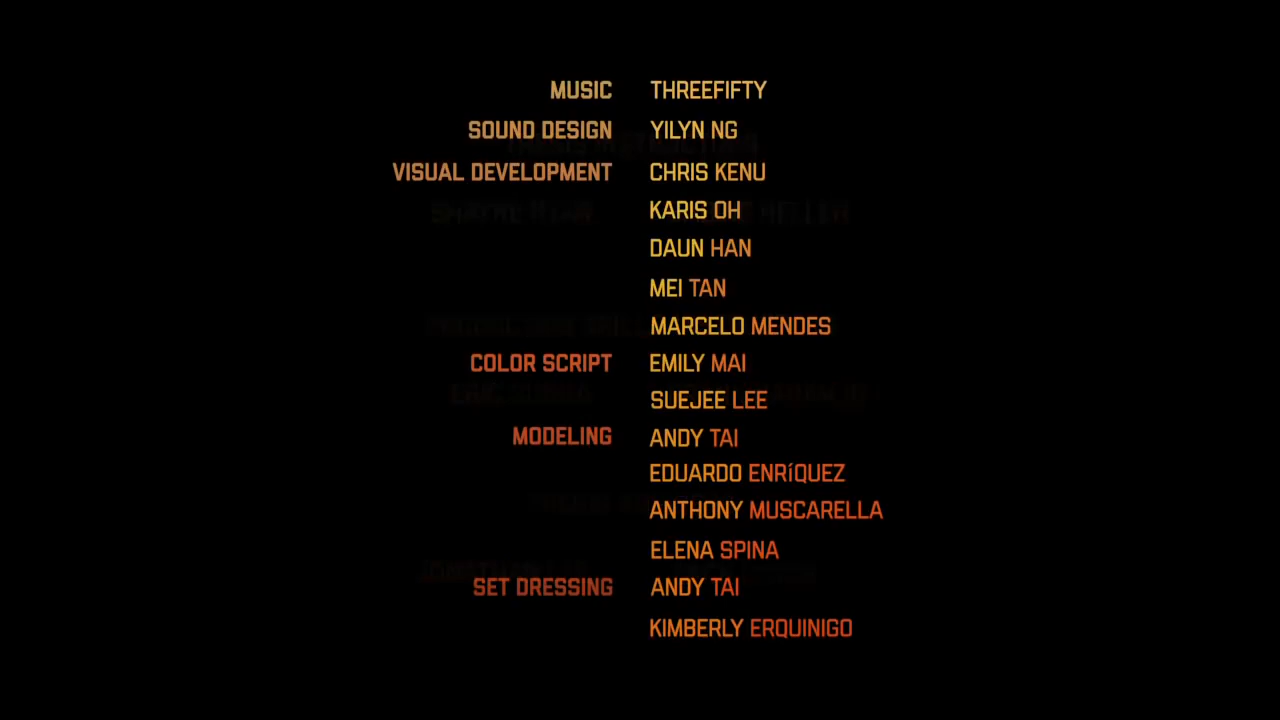 MUSIC THREEFIFTY
SOUND DESIGN YILYN NG
VISUAL DEVELOPMENT CHRIS KENU
KARIS OH
DAUN HAN
MEI TAN
MARCELO MENDES
COLOR SCRIPT EMILY MAI
SUEJEE LEE
MODELING ANDY TAI
EDUARDO ENRíQUEZ
ANTHONY MUSCARELLA
ELENA SPINA
SET DRESSING ANDY TAI
KIMBERLY ERQUINIGO